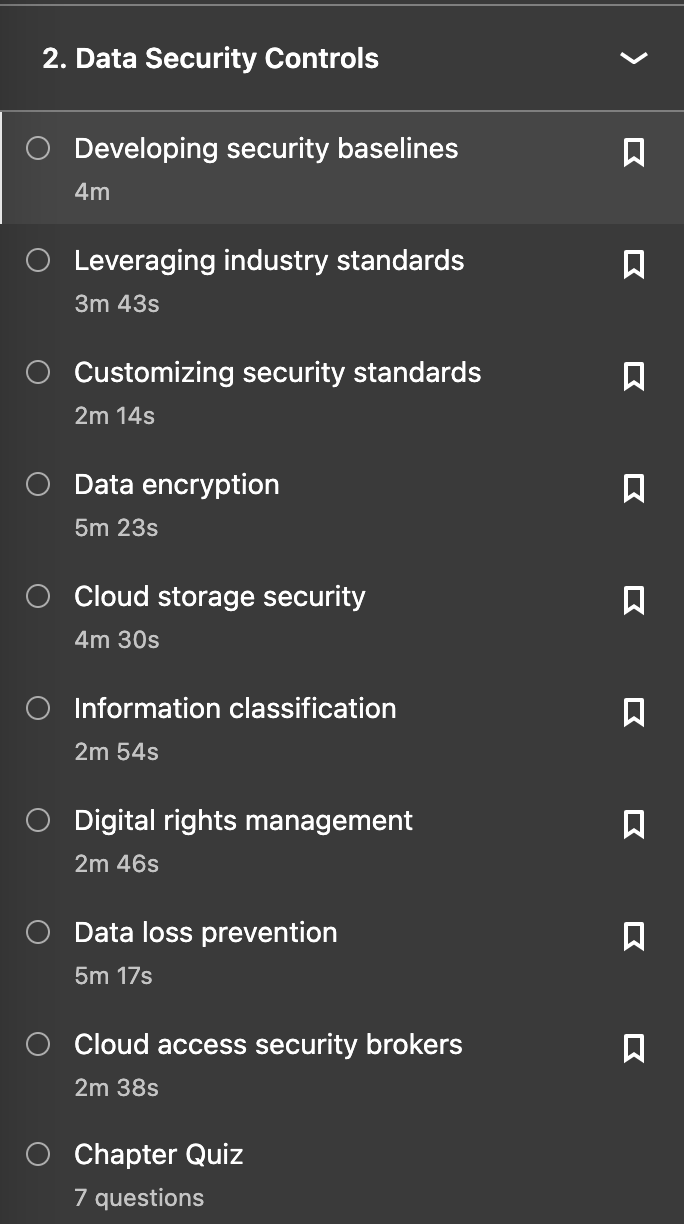 2. Data Security Controls
Developing security baselines
4m
Leveraging industry standards
3m 43s
Customizing security standards
2m 14s
Data encryption
5m 23s
Cloud storage security
4m 30s
Information classification
2m 54s
Digital rights management
2m 46s
Data loss prevention
5m 17s
Cloud access security brokers
2m 38s
Chapter Quiz
7 questions